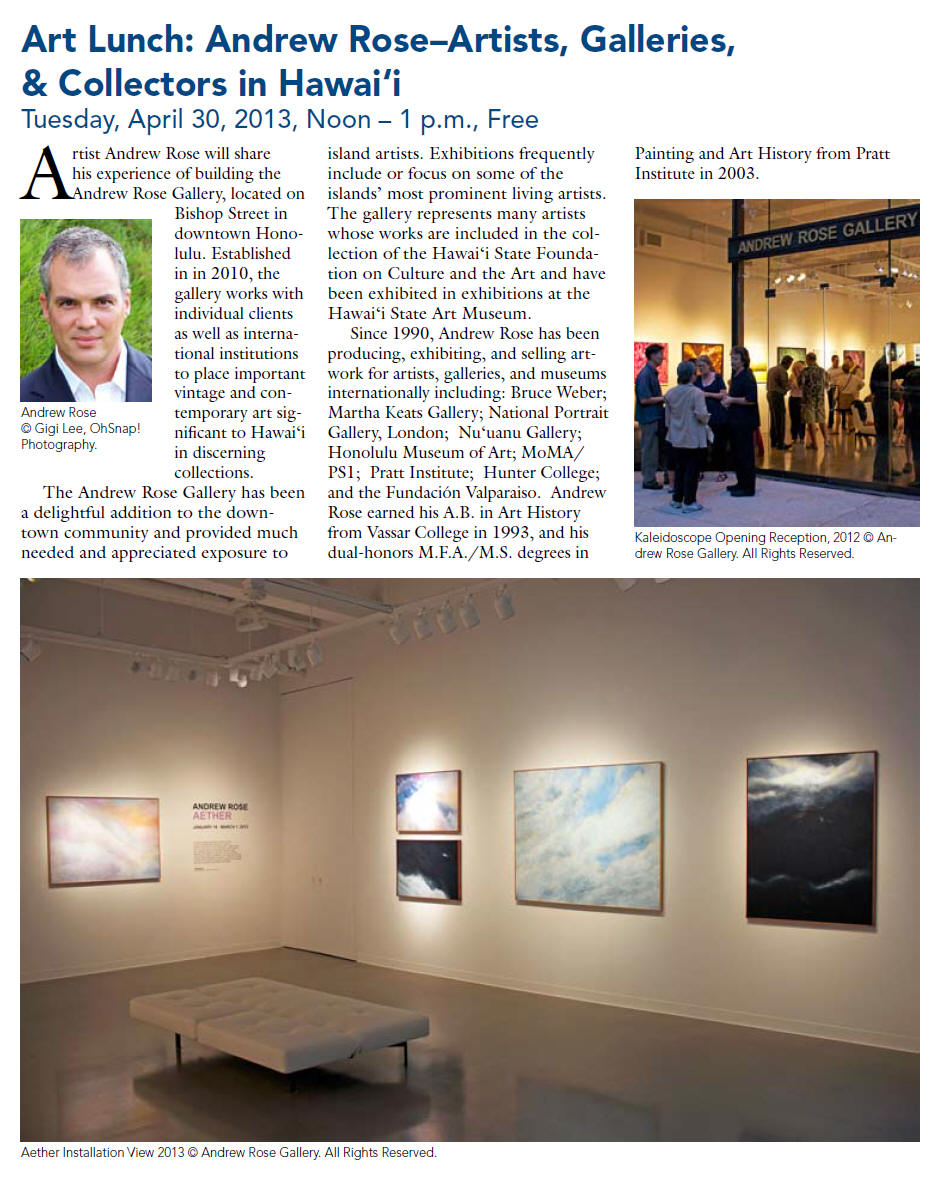 Art Lunch: Andrew Rose–Artists, Galleries,
& Collectors in Hawai‘i
Tuesday, April 30, 2013, Noon – 1 p.m., Free
Artist Andrew Rose will share
his experience of building the
Andrew Rose Gallery, located on
Bishop Street in
downtown Hono-
lulu. Established
in in 2010, the
gallery works with
individual clients
as well as interna-
tional institutions
to place important
vintage and con-
temporary art sig-
nificant to Hawai‘i
in discerning
collections.
Andrew Rose
© Gigi Lee, OhSnap!
Photography.
The Andrew Rose Gallery has been
a delightful addition to the down-
town community and provided much
needed and appreciated exposure to
island artists. Exhibitions frequently
include or focus on some of the
islands’ most prominent living artists.
The gallery represents many artists
whose works are included in the col-
lection of the Hawai‘i State Founda-
tion on Culture and the Art and have
been exhibited in exhibitions at the
Hawai‘i State Art Museum.
Since 1990, Andrew Rose has been
producing, exhibiting, and selling art-
work for artists, galleries, and museums
internationally including: Bruce Weber;
Martha Keats Gallery; National Portrait
Gallery, London; Nu‘uanu Gallery;
Honolulu Museum of Art; MoMA/
PS1; Pratt Institute; Hunter College;
and the Fundación Valparaiso. Andrew
Rose earned his A.B. in Art History
from Vassar College in 1993, and his
dual-honors M.F.A./M.S. degrees in
Painting and Art History from Pratt
Institute in 2003.
ANDREW ROSE GALLERY
Kaleidoscope Opening Reception, 2012 © An-
drew Rose Gallery. All Rights Reserved.
ANDREW ROSE
AETHER
Aether Installation View 2013 © Andrew Rose Gallery. All Rights Reserved.